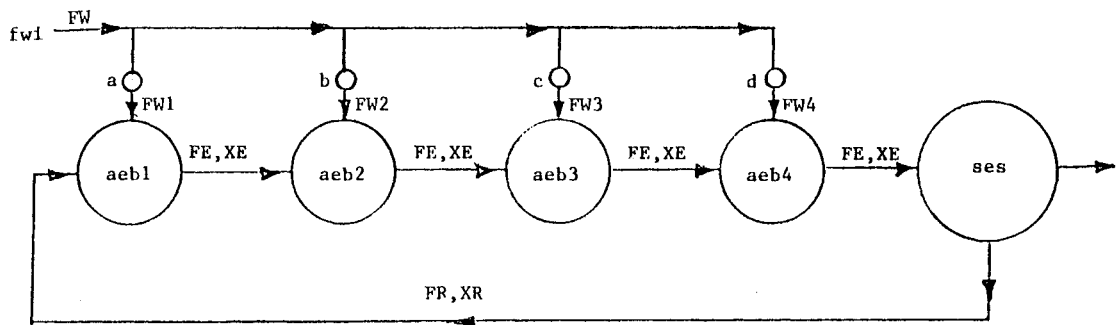 fwi FW
a b c d
FW1 FW2 FW3 FW4
FE,XE FE,XE FE,XE FE,XE
aeb1 aeb2 aeb3 aeb4 ses
FR,XR